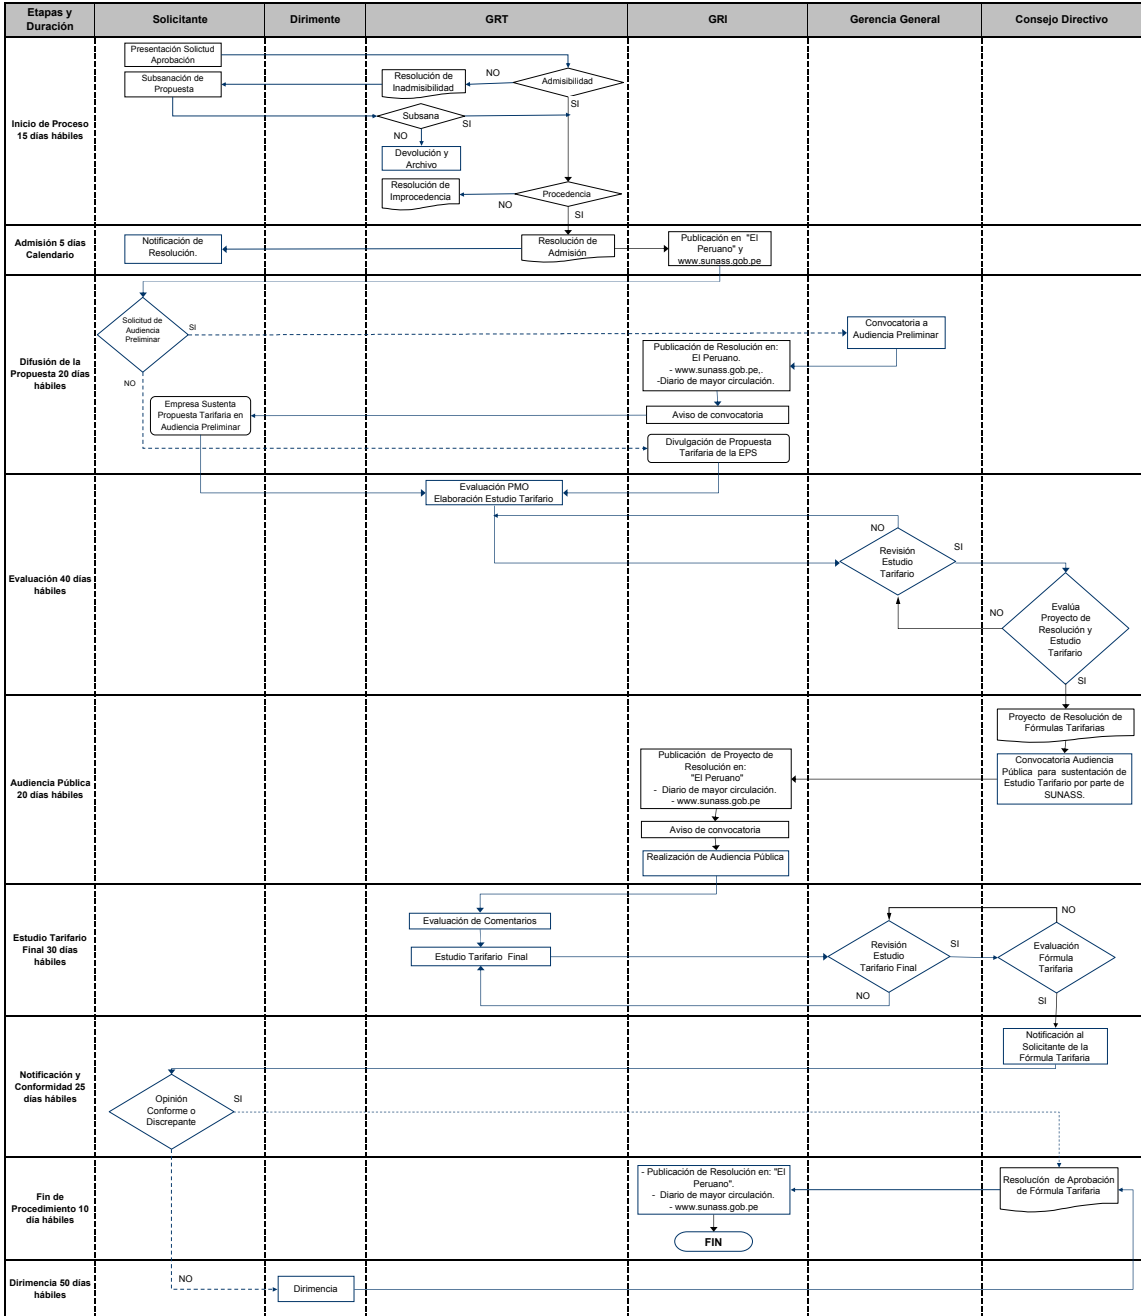 Etapas y
Duración
Solicitante
Dirimente
GRT
GRI
Gerencia General
Consejo Directivo
Inicio de Proceso
15 días hábiles
Presentación Solictud
Aprobación
Subsanación de
Propuesta
Resolución de
Inadmisibilidad
NO
Admisibilidad
SI
Subsana
SI
NO
Devolución y
Archivo
Resolución de
Improcedencia
NO
Procedencia
SI
Admisión 5 días
Calendario
Notificación de
Resolución.
Resolución de
Admisión
Publicación en "El
Peruano" y
www.sunass.gob.pe
Difusión de la
Propuesta 20 días
hábiles
Solicitud de
Audiencia
Preliminar
SI
NO
Convocatoria a
Audiencia Preliminar
Publicación de Resolución en:
El Peruano.
- www.sunass.gob.pe,.
-Diario de mayor circulación.
Empresa Sustenta
Propuesta Tarifaria en
Audiencia Preliminar
Aviso de convocatoria
Divulgación de Propuesta
Tarifaria de la EPS
Evaluación 40 días
hábiles
Evaluación PMO
Elaboración Estudio Tarifario
NO
Revisión
Estudio
Tarifario
SI
NO
Evalúa
Proyecto de
Resolución y
Estudio
Tarifario
SI
Audiencia Pública
20 días hábiles
Proyecto de Resolución de
Fórmulas Tarifarias
Convocatoria Audiencia
Pública para sustentación de
Estudio Tarifario por parte de
SUNASS.
Publicación de Proyecto de
Resolución en:
"El Peruano"
- Diario de mayor circulación.
- www.sunass.gob.pe
Aviso de convocatoria
Realización de Audiencia Pública
Estudio Tarifario
Final 30 días
hábiles
Evaluación de Comentarios
Estudio Tarifario Final
Revisión
Estudio
Tarifario Final
SI
NO
NO
Evaluación
Fórmula
Tarifaria
SI
Notificación y
Conformidad 25
días hábiles
Notificación al
Solicitante de la
Fórmula Tarifaria
Opinión
Conforme o
Discrepante
SI
Fin de
Procedimiento 10
día hábiles
- Publicación de Resolución en: "El
Peruano".
- Diario de mayor circulación.
- www.sunass.gob.pe
Resolucíón de Aprobación
de Fórmula Tarifaria
FIN
Dirimencia 50 días
hábiles
NO
Dirimencia